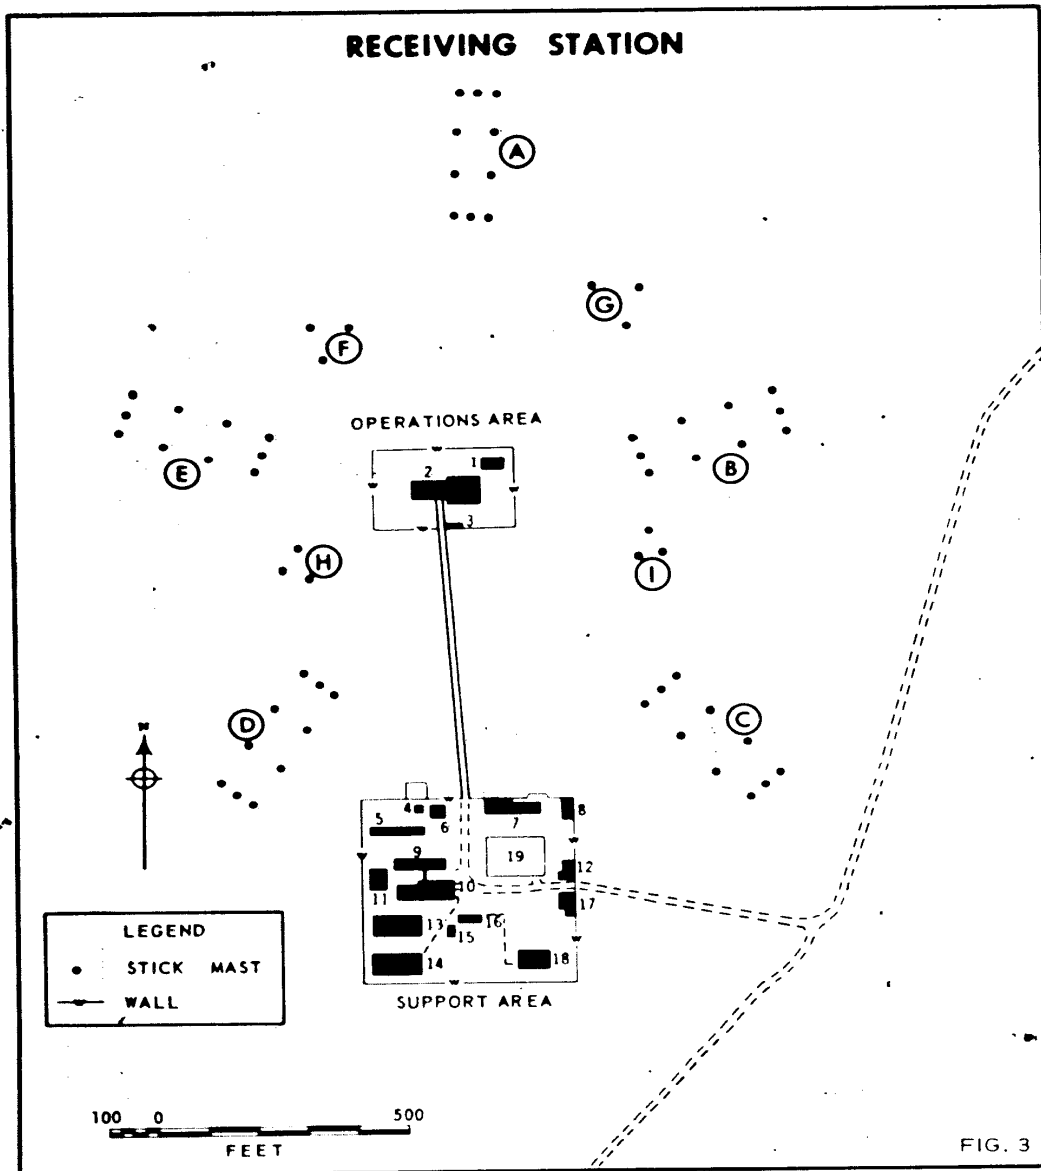 RECEIVING STATION
A
G
F
OPERATIONS AREA
E
B
1
2
3
H
I
D
C
N
4
5
6
7
8
9
19
12
10
11
17
13
16
15
14
18
LEGEND
STICK MAST
WALL
SUPPORT AREA
100 0 500
FEET
FIG. 3